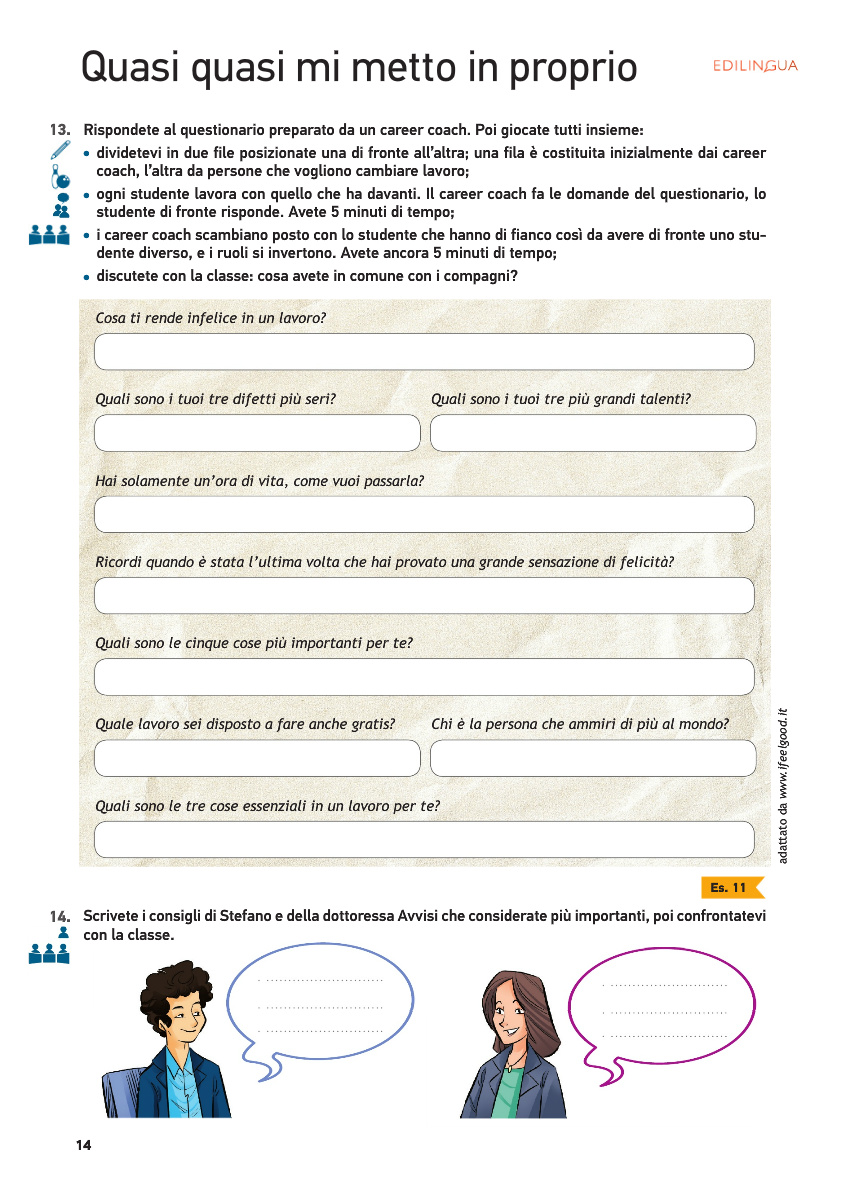 Quasi quasi mi metto in proprio
EDILINGUA
13. Rispondete al questionario preparato da un career coach. Poi giocate tutti insieme:
• dividetevi in due file posizionate una di fronte all'altra; una fila è costituita inizialmente dai career
coach, l'altra da persone che vogliono cambiare lavoro;
• ogni studente lavora con quello che ha davanti. Il career coach fa le domande del questionario, lo
studente di fronte risponde. Avete 5 minuti di tempo;
• i career coach scambiano posto con lo studente che hanno di fianco così da avere di fronte uno stu-
dente diverso, e i ruoli si invertono. Avete ancora 5 minuti di tempo;
• discutete con la classe: cosa avete in comune con i compagni?
Cosa ti rende infelice in un lavoro?
Quali sono i tuoi tre difetti più seri?
Quali sono i tuoi tre più grandi talenti?
Hai solamente un'ora di vita, come vuoi passarla?
Ricordi quando è stata l'ultima volta che hai provato una grande sensazione di felicità?
Quali sono le cinque cose più importanti per te?
Quale lavoro sei disposto a fare anche gratis?
Chi è la persona che ammiri di più al mondo?
Quali sono le tre cose essenziali in un lavoro per te?
adattato da www.ifeelgood.it
Es. 11
14. Scrivete i consigli di Stefano e della dottoressa Avvisi che considerate più importanti, poi confrontatevi
con la classe.
14